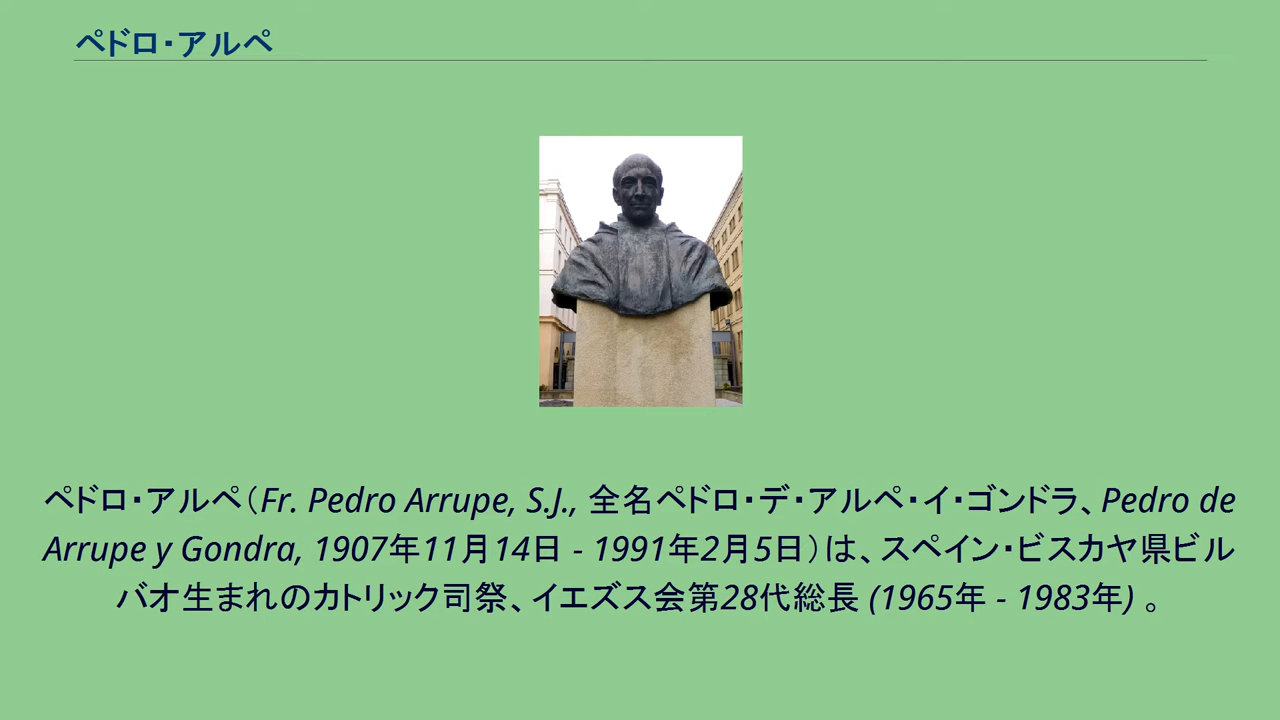 ペドロ・アルペ
ペドロ・アルペ（Fr. Pedro Arrupe, S.J., 全名ペドロ・デ・アルペ・イ・ゴンドラ、Pedro de
Arrupe y Gondra, 1907年11月14日 - 1991年2月5日）は、スペイン・ビスカヤ県ビル
バオ生まれのカトリック司祭、イエズス会第28代総長 (1965年 - 1983年) 。